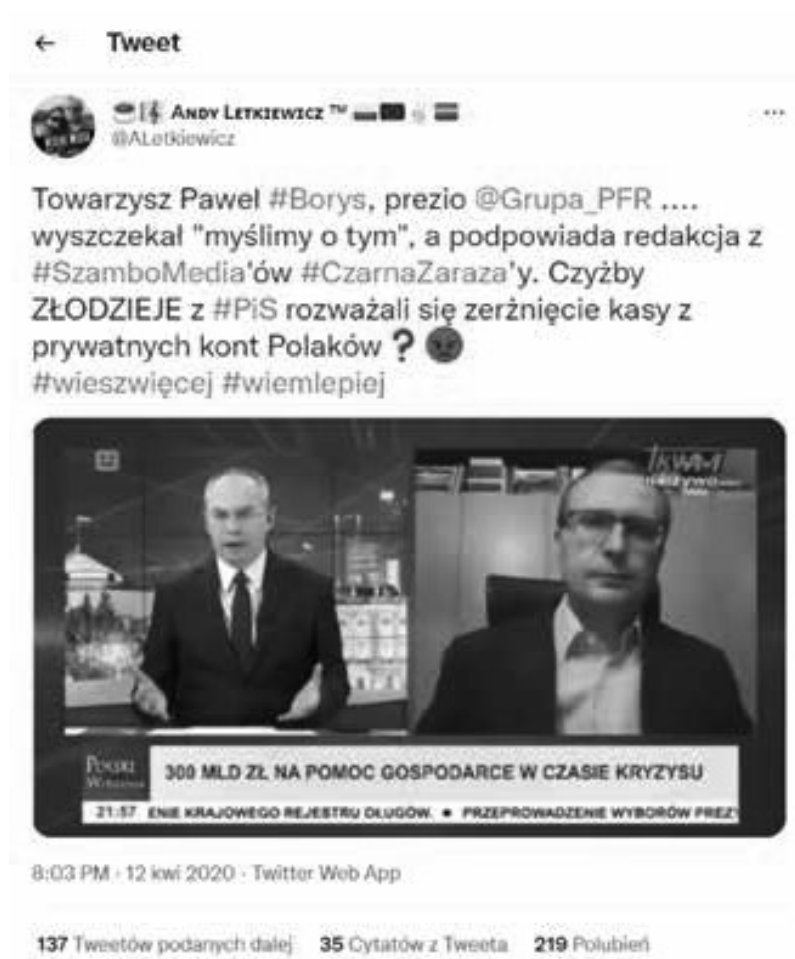 ← Tweet
ANDY LETKIEWICZ ™
@ALetkiewicz
Towarzysz Pawel #Borys, prezio @Grupa_PFR ....
wyszczekał "myślimy o tym", a podpowiada redakcja z
#SzamboMedia'ów #CzarnaZaraza'y. Czyżby
ZŁODZIEJE z #PiS rozważali się zerżnięcie kasy z
prywatnych kont Polaków ?
#wieszwięcej #wiemlepiej
300 MLD ZŁ NA POMOC GOSPODARCE W CZASIE KRYZYSU
21:57 ENIE KRAJOWEGO REJESTRU DŁUGÓW. • PRZEPROWADZENIE WYBORÓW PREZY
8:03 PM · 12 kwi 2020 · Twitter Web App
137 Tweetów podanych dalej 35 Cytatów z Tweeta 219 Polubień